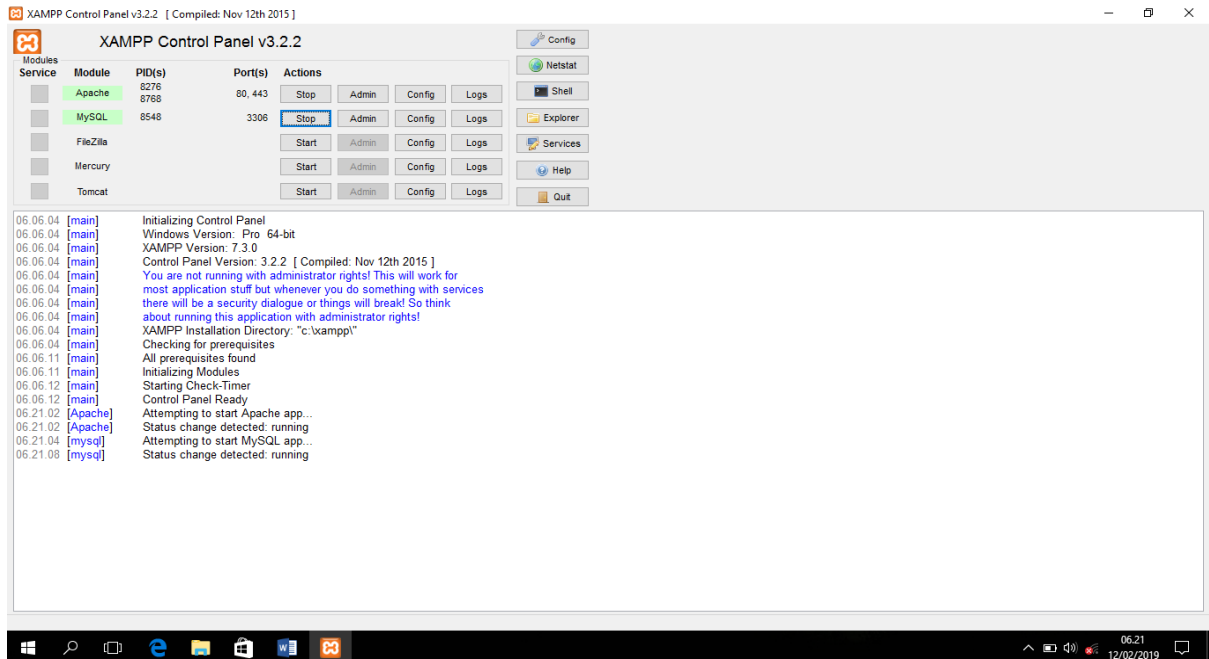 XAMPP Control Panel v3.2.2 [ Compiled: Nov 12th 2015 ]
XAMPP Control Panel v3.2.2
Config
Modules
Service Module PID(s) Port(s) Actions
Netstat
Apache 8276 8768 80, 443 Stop Admin Config Logs
Shell
MySQL 8548 3306 Stop Admin Config Logs
Explorer
FileZilla Start Admin Config Logs
Services
Mercury Start Admin Config Logs
Help
Tomcat Start Admin Config Logs
Quit
06.06.04 [main] Initializing Control Panel
06.06.04 [main] Windows Version: Pro 64-bit
06.06.04 [main] XAMPP Version: 7.3.0
06.06.04 [main] Control Panel Version: 3.2.2 [ Compiled: Nov 12th 2015 ]
06.06.04 [main] You are not running with administrator rights! This will work for
06.06.04 [main] most application stuff but whenever you do something with services
06.06.04 [main] there will be a security dialogue or things will break! So think
06.06.04 [main] about running this application with administrator rights!
06.06.04 [main] XAMPP Installation Directory: "c:\xampp\"
06.06.04 [main] Checking for prerequisites
06.06.11 [main] All prerequisites found
06.06.11 [main] Initializing Modules
06.06.12 [main] Starting Check-Timer
06.06.12 [main] Control Panel Ready
06.21.02 [Apache] Attempting to start Apache app...
06.21.02 [Apache] Status change detected: running
06.21.04 [mysql] Attempting to start MySQL app...
06.21.08 [mysql] Status change detected: running
06.21
12/02/2019